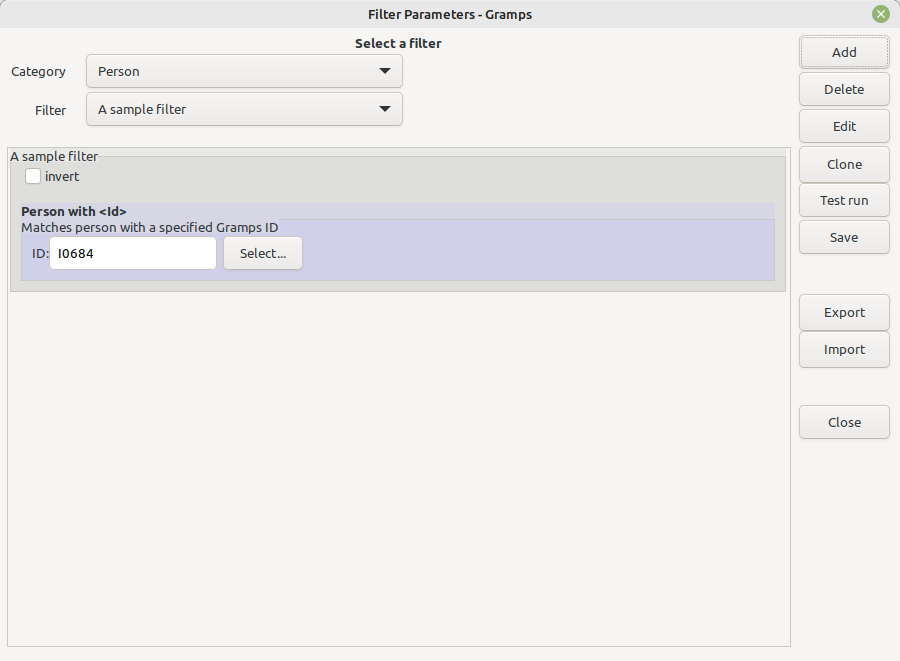 Filter Parameters - Gramps
Select a filter
Category Person
Filter A sample filter
A sample filter
invert
Person with <Id>
Matches person with a specified Gramps ID
ID: I0684 Select...
Add
Delete
Edit
Clone
Test run
Save
Export
Import
Close